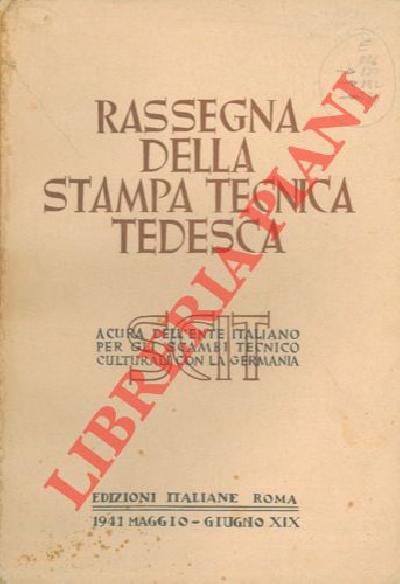 RASSEGNA
DELLA
STAMPA TECNICA
TEDESCA
A CURA DELL'ENTE ITALIANO
PER GLI SCAMBI TECNICO
CULTURALI CON LA GERMANIA
SCIT
EDIZIONI ITALIANE ROMA
1941 MAGGIO - GIUGNO XIX
LIBRERIA PIANI